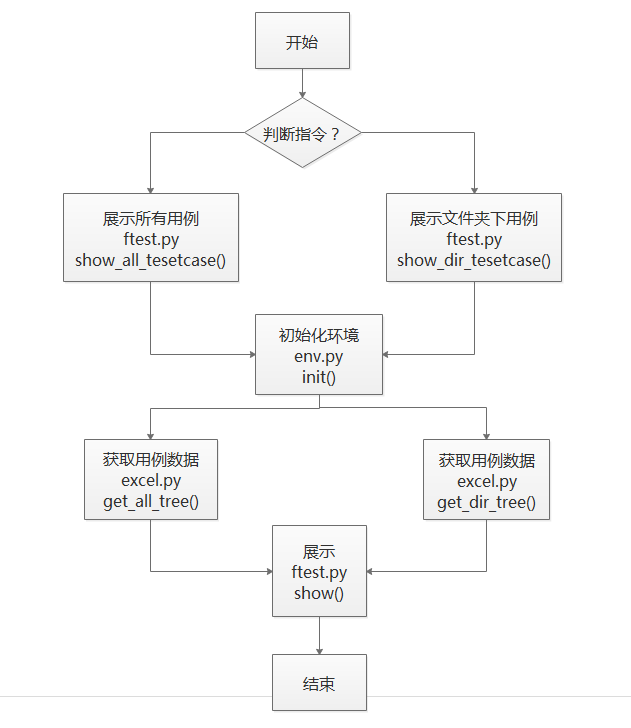 开始
判断指令？
展示所有用例
ftest.py
show_all_tesetcase()
展示文件夹下用例
ftest.py
show_dir_tesetcase()
初始化环境
env.py
init()
获取用例数据
excel.py
get_all_tree()
获取用例数据
excel.py
get_dir_tree()
展示
ftest.py
show()
结束